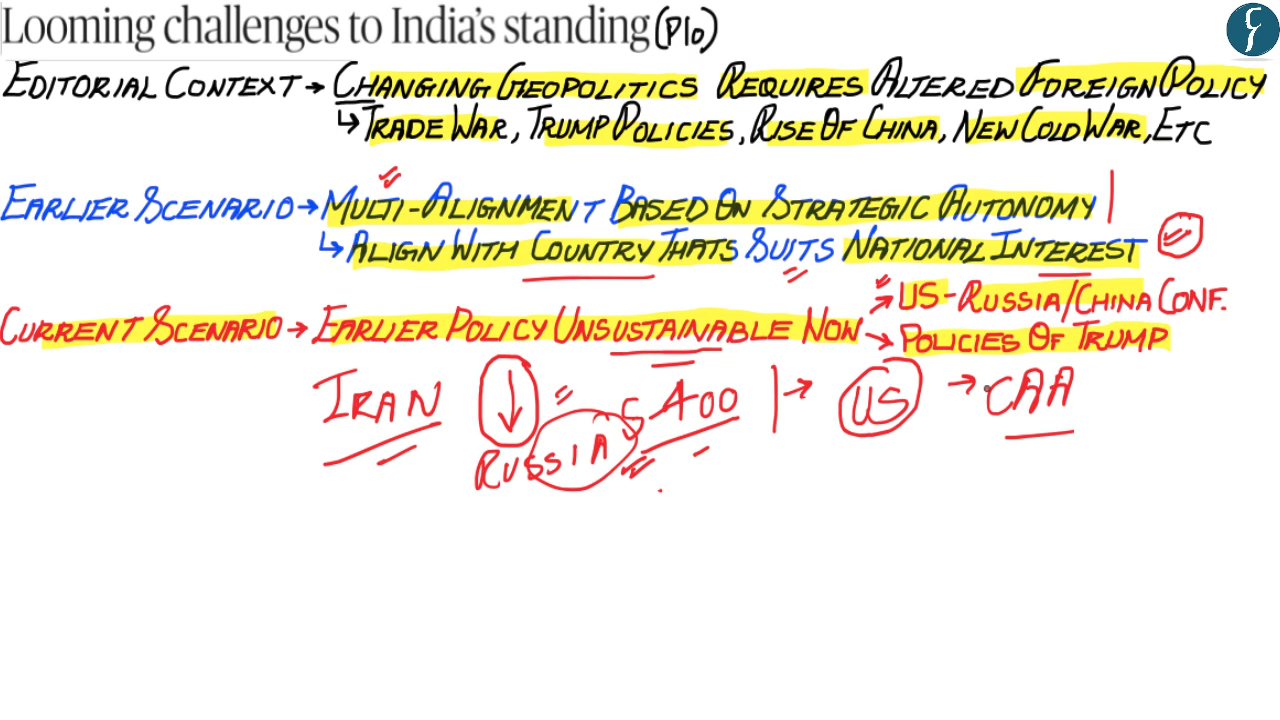 Looming challenges to India's standing (P10)
EDITORIAL CONTEXT → CHANGING GEOPOLITICS REQUIRES ALTERED FOREIGN POLICY
↳ TRADE WAR, TRUMP POLICIES, RISE OF CHINA, NEW COLD WAR, ETC
EARLIER SCENARIO → MULTI-ALIGNMENT BASED ON STRATEGIC AUTONOMY
↳ ALIGN WITH COUNTRY THATS SUITS NATIONAL INTEREST
CURRENT SCENARIO → EARLIER POLICY UNSUSTAINABLE NOW → US-RUSSIA/CHINA CONF.
→ POLICIES OF TRUMP
IRAN ↓ S400 | → US → CAA
RUSSIA